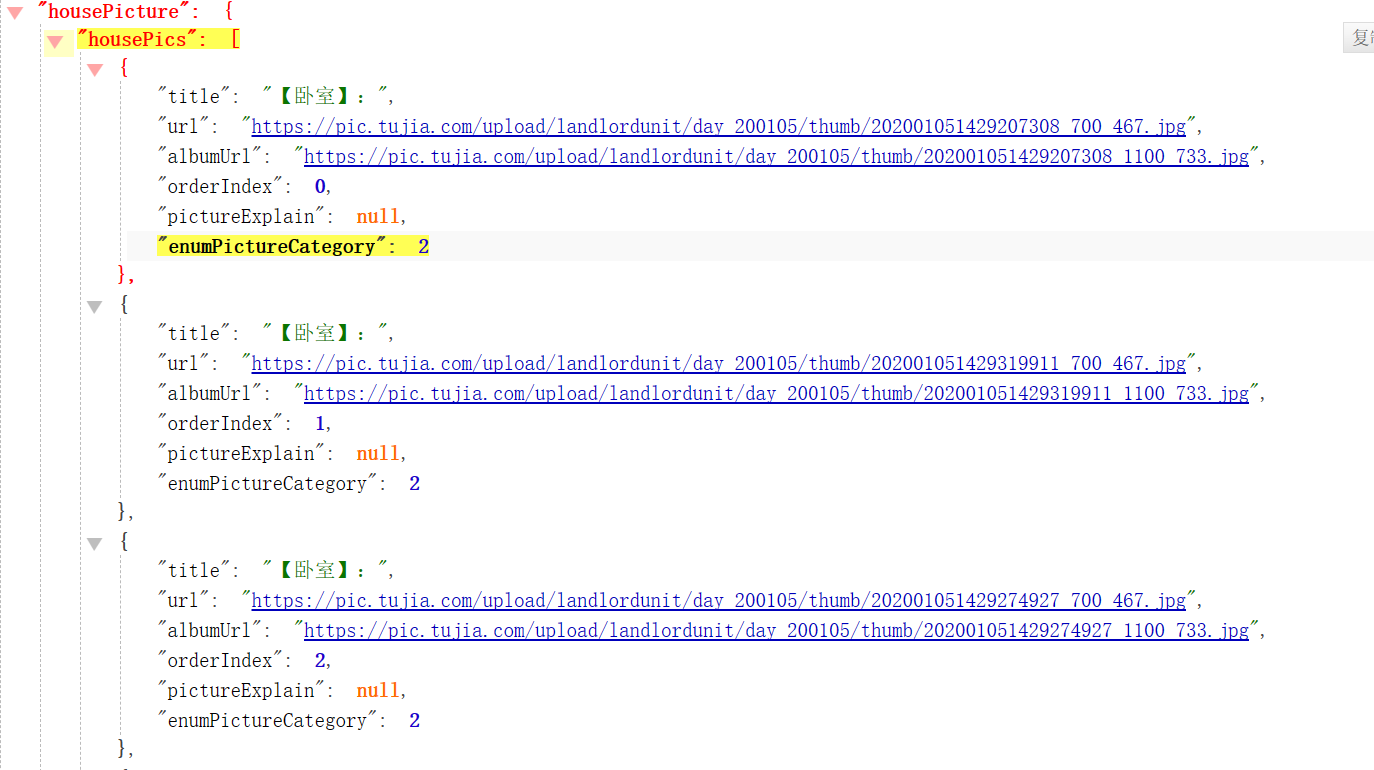 "housePicture": {
"housePics": [
{
"title": "【卧室】：",
"url": "https://pic.tujia.com/upload/landlordunit/day_200105/thumb/202001051429207308_700_467.jpg",
"albumUrl": "https://pic.tujia.com/upload/landlordunit/day_200105/thumb/202001051429207308_1100_733.jpg",
"orderIndex": 0,
"pictureExplain": null,
"enumPictureCategory": 2
},
{
"title": "【卧室】：",
"url": "https://pic.tujia.com/upload/landlordunit/day_200105/thumb/202001051429319911_700_467.jpg",
"albumUrl": "https://pic.tujia.com/upload/landlordunit/day_200105/thumb/202001051429319911_1100_733.jpg",
"orderIndex": 1,
"pictureExplain": null,
"enumPictureCategory": 2
},
{
"title": "【卧室】：",
"url": "https://pic.tujia.com/upload/landlordunit/day_200105/thumb/202001051429274927_700_467.jpg",
"albumUrl": "https://pic.tujia.com/upload/landlordunit/day_200105/thumb/202001051429274927_1100_733.jpg",
"orderIndex": 2,
"pictureExplain": null,
"enumPictureCategory": 2
},